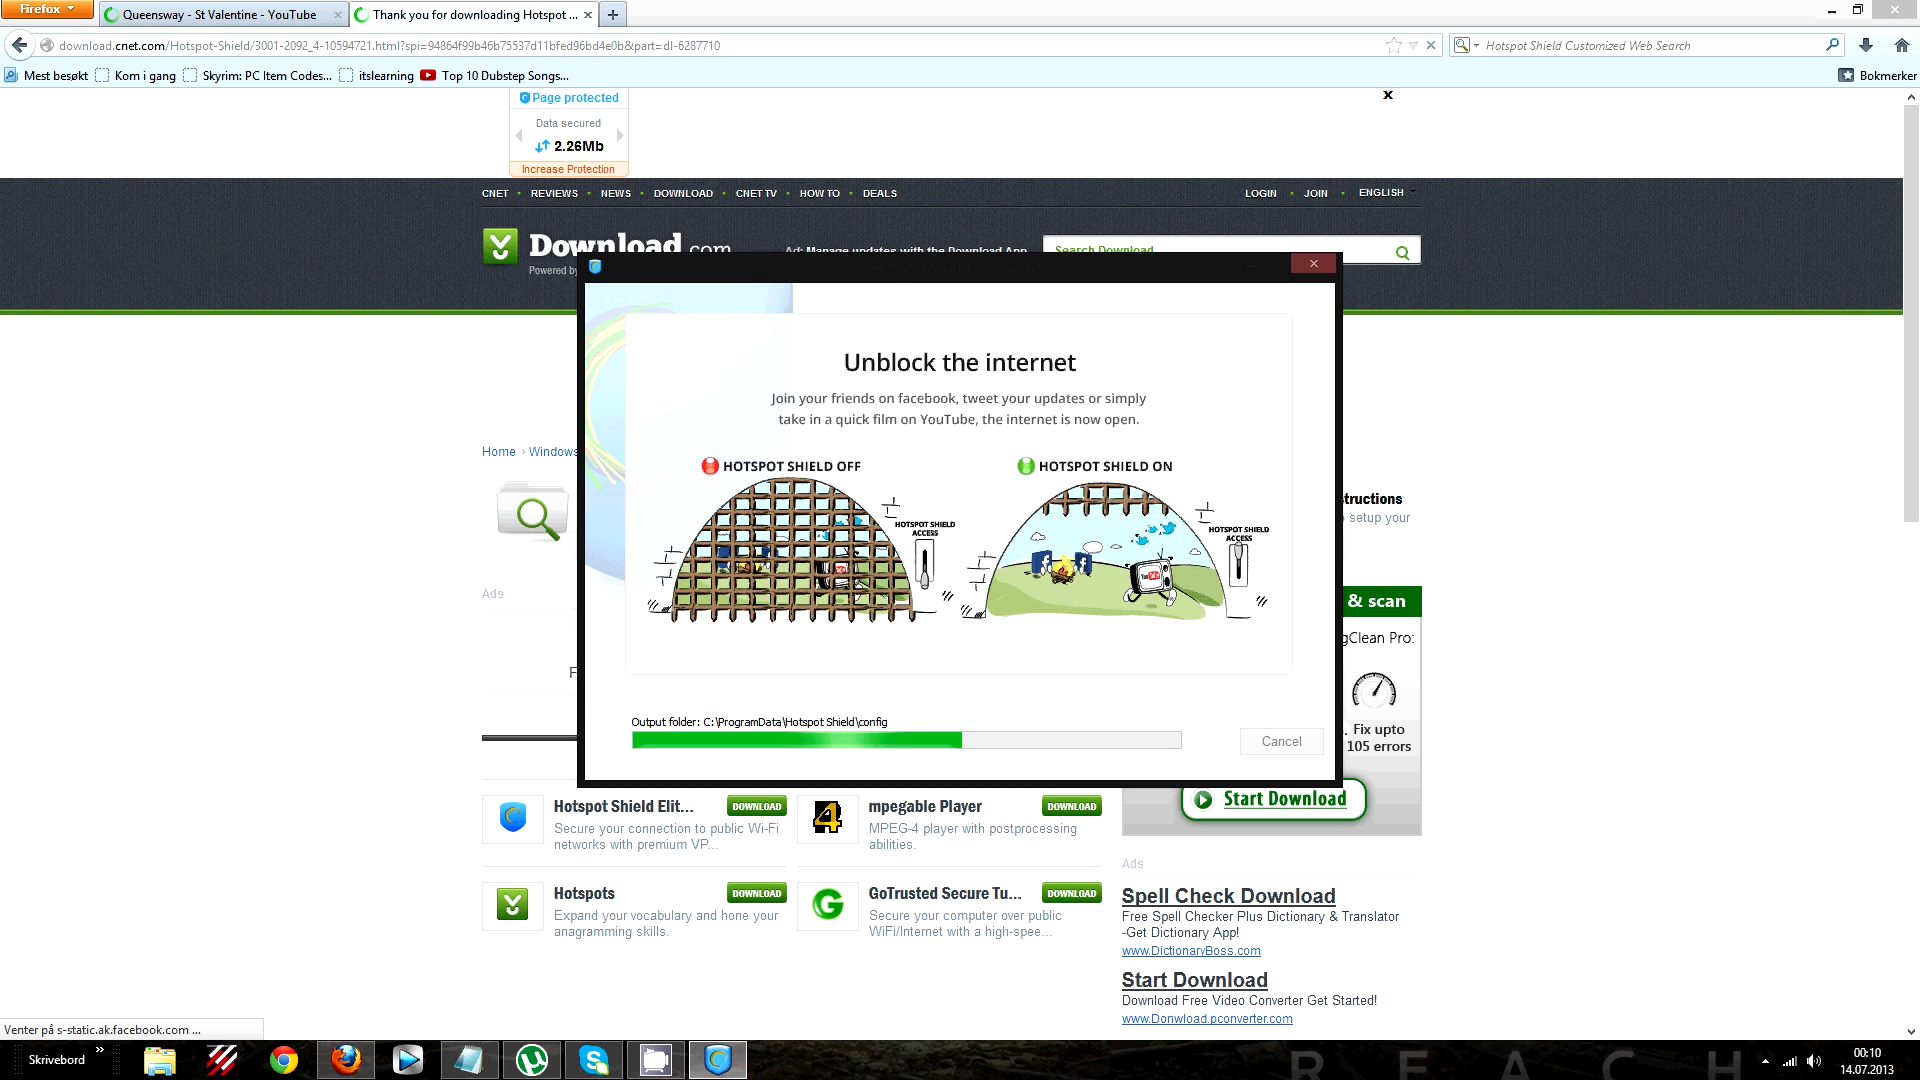 Firefox
Queensway - St Valentine - YouTube
Thank you for downloading Hotspot ...
download.cnet.com/Hotspot-Shield/3001-2092_4-10594721.html?spi=94864f99b46b75537d11bfed96bd4e0b&part=dl-6287710
Hotspot Shield Customized Web Search
Mest besøkt
Kom i gang
Skyrim: PC Item Codes...
itslearning
Top 10 Dubstep Songs...
Bokmerker
Page protected
x
Data secured
2.26Mb
Increase Protection
CNET
REVIEWS
NEWS
DOWNLOAD
CNET TV
HOW TO
DEALS
LOGIN
JOIN
ENGLISH
Download.com
Ad: Manage updates with the Download App
Search Download
Powered by
Unblock the internet
Join your friends on facebook, tweet your updates or simply
take in a quick film on YouTube, the internet is now open.
HOTSPOT SHIELD OFF
HOTSPOT SHIELD ON
HOTSPOT SHIELD
ACCESS
HOTSPOT SHIELD
ACCESS
Output folder: C:\ProgramData\Hotspot Shield\config
Cancel
Home › Windows
tructions
setup your
Ads
F
& scan
gClean Pro:
. Fix upto
105 errors
Start Download
Hotspot Shield Elit...
DOWNLOAD
Secure your connection to public Wi-Fi
networks with premium VP...
mpegable Player
DOWNLOAD
MPEG-4 player with postprocessing
abilities.
Hotspots
DOWNLOAD
Expand your vocabulary and hone your
anagramming skills.
GoTrusted Secure Tu...
DOWNLOAD
Secure your computer over public
WiFi/Internet with a high-spee...
Ads
Spell Check Download
Free Spell Checker Plus Dictionary & Translator
-Get Dictionary App!
www.DictionaryBoss.com
Start Download
Download Free Video Converter Get Started!
www.Donwload.pconverter.com
Venter på s-static.ak.facebook.com ...
Skrivebord
R E A C H
00:10
14.07.2013